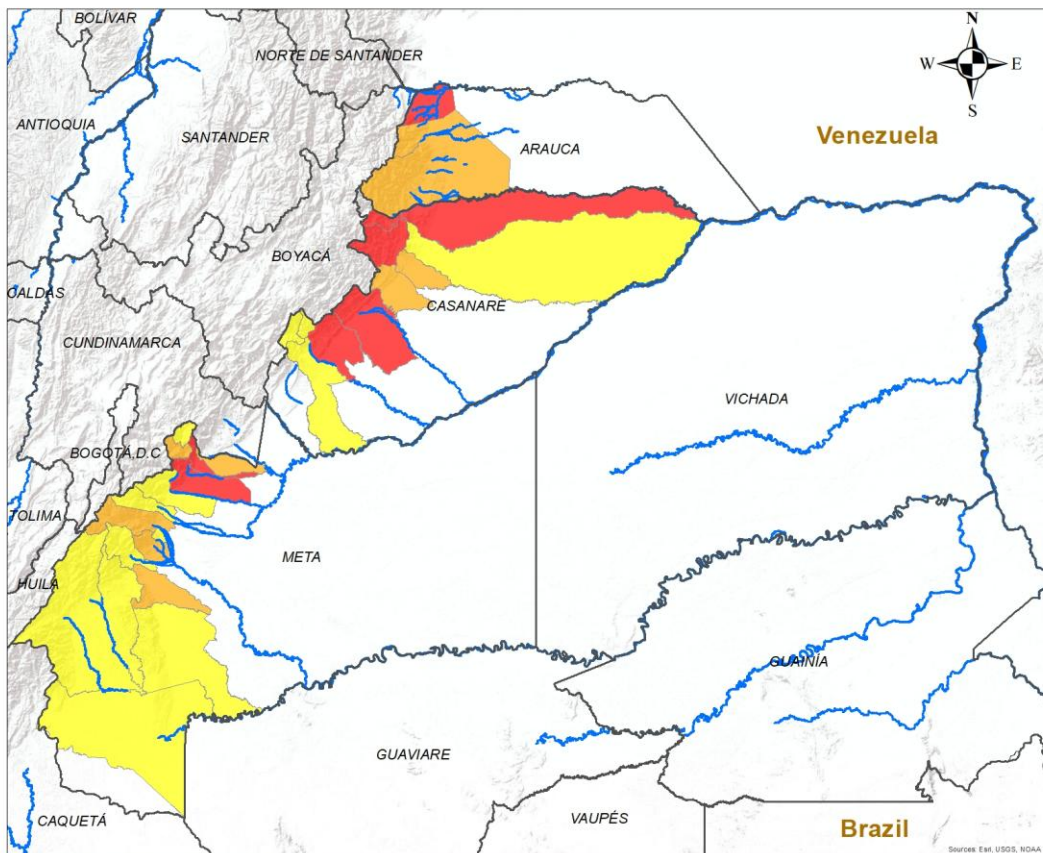 BOLÍVAR
N
NORTE DE SANTANDER
W
E
S
ANTIOQUIA
SANTANDER
Venezuela
ARAUCA
BOYACÁ
CALDAS
CASANARE
CUNDINAMARCA
VICHADA
BOGOTÁ, D.C
TOLIMA
META
HUILA
GUAINÍA
GUAVIARE
CAQUETÁ
VAUPÉS
Brazil
Sources: Esri, USGS, NOAA